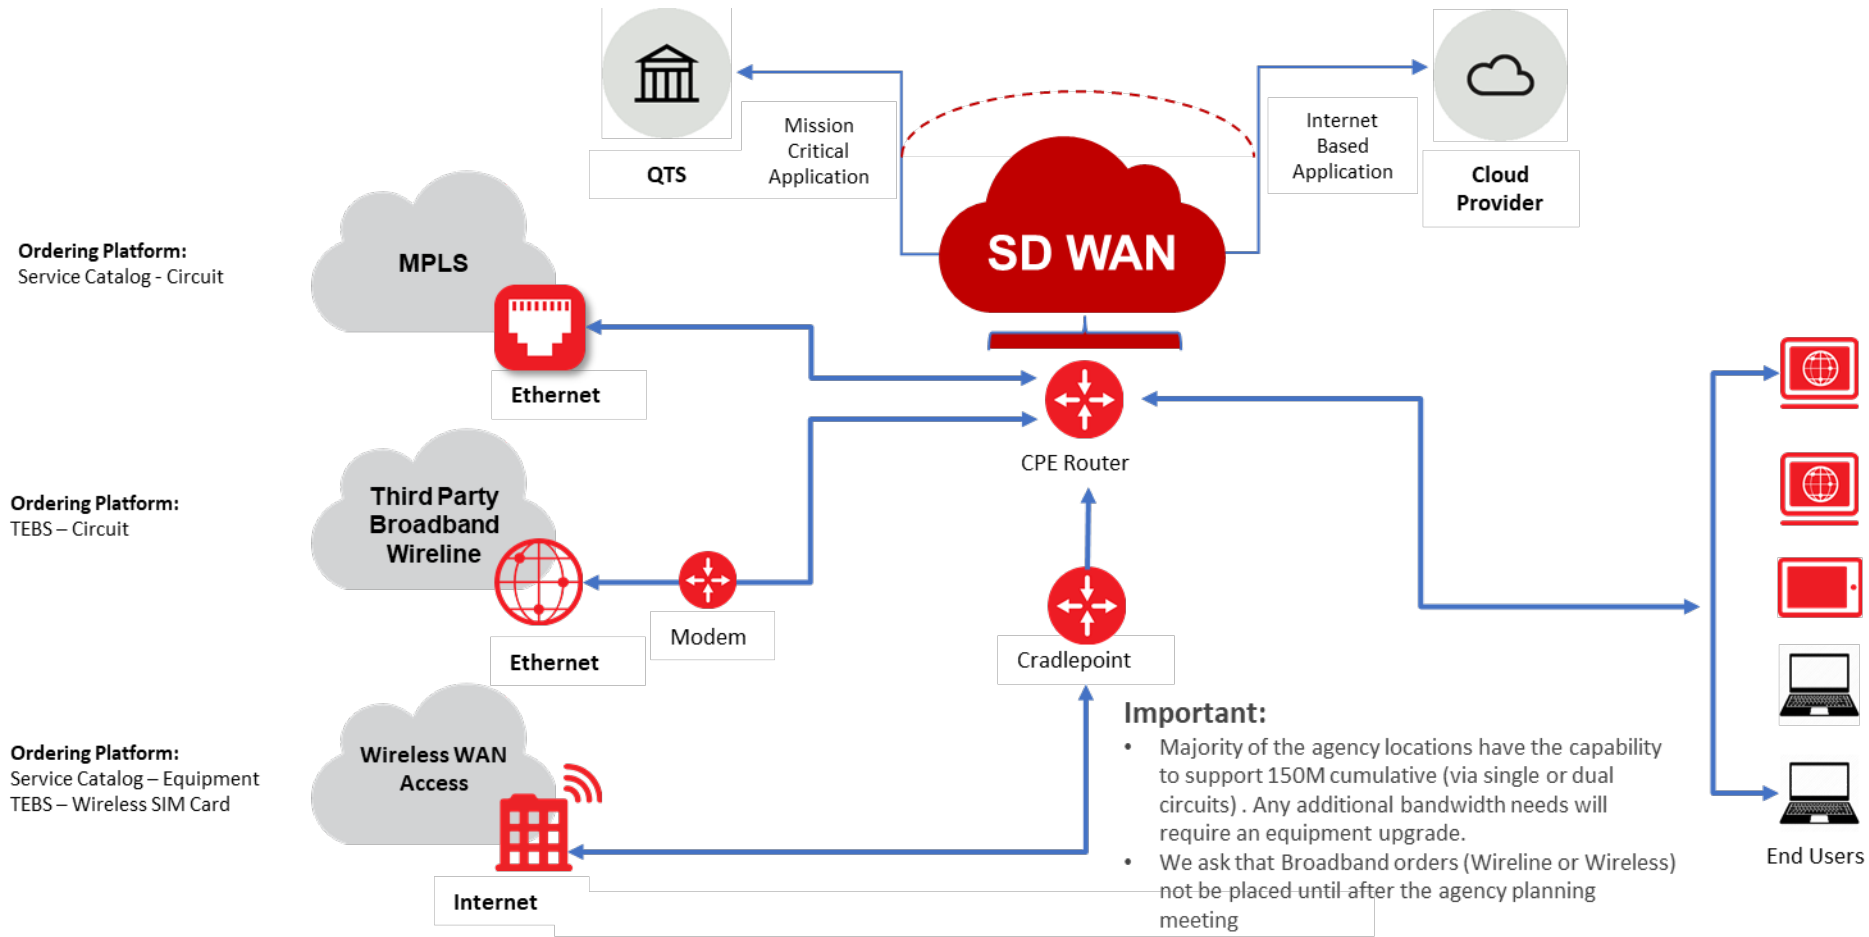 QTS
Mission
Critical
Application
Internet
Based
Application
Cloud
Provider
Ordering Platform:
Service Catalog - Circuit
MPLS
SD WAN
Ethernet
CPE Router
Ordering Platform:
TEBS – Circuit
Third Party
Broadband
Wireline
Ethernet
Modem
Cradlepoint
Ordering Platform:
Service Catalog – Equipment
TEBS – Wireless SIM Card
Wireless WAN
Access
Internet
Important:
• Majority of the agency locations have the capability
to support 150M cumulative (via single or dual
circuits) . Any additional bandwidth needs will
require an equipment upgrade.
• We ask that Broadband orders (Wireline or Wireless)
not be placed until after the agency planning
meeting
End Users